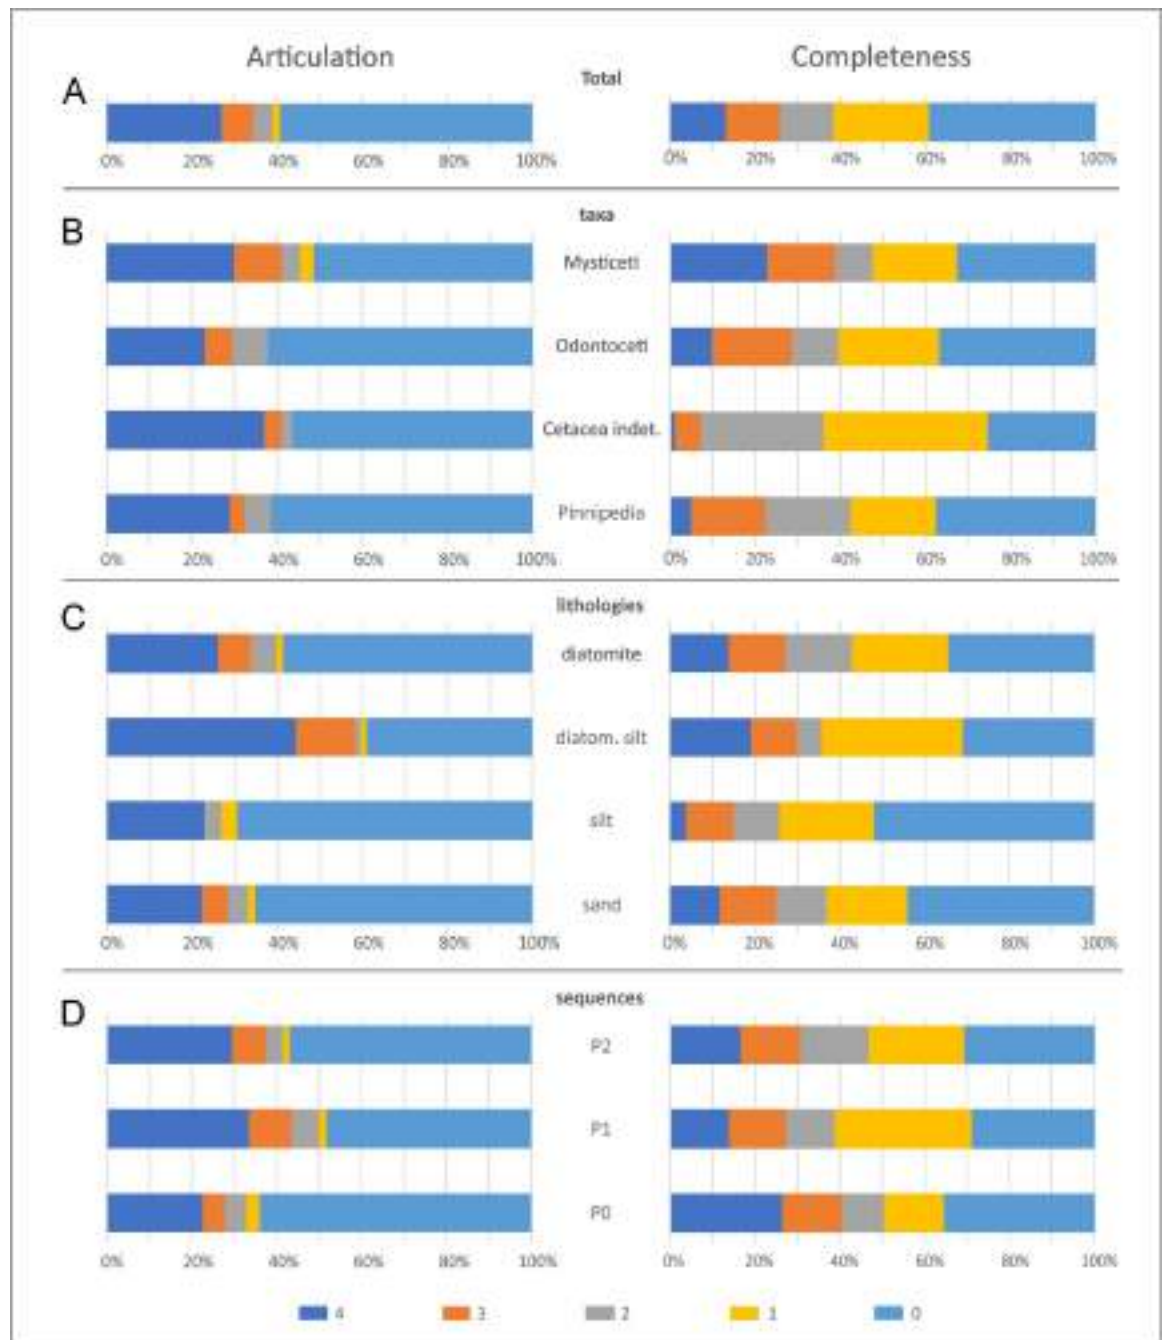 Articulation Completeness
Total
A
0% 20% 40% 60% 80% 100% 0% 20% 40% 60% 80% 100%
taxa
B
Mysticeti
Odontoceti
Cetacea indet.
Pinnipedia
0% 20% 40% 60% 80% 100% 0% 20% 40% 60% 80% 100%
lithologies
C
diatomite
diatom. silt
silt
sand
0% 20% 40% 60% 80% 100% 0% 20% 40% 60% 80% 100%
sequences
D
P2
P1
P0
0% 20% 40% 60% 80% 100% 0% 20% 40% 60% 80% 100%
4 3 2 1 0